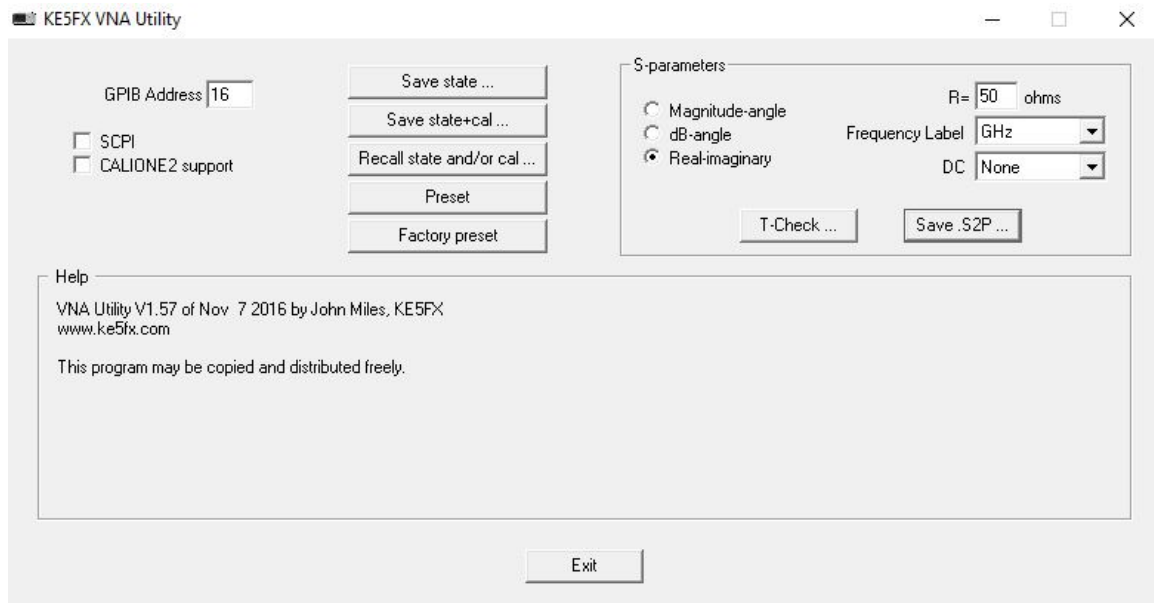 KE5FX VNA Utility
GPIB Address 16
SCPI
CALIONE2 support
Save state ...
Save state+cal ...
Recall state and/or cal ...
Preset
Factory preset
S-parameters
Magnitude-angle
dB-angle
Real-imaginary
R= 50 ohms
Frequency Label GHz
DC None
T-Check ...
Save .S2P ...
Help
VNA Utility V1.57 of Nov 7 2016 by John Miles, KE5FX
www.ke5fx.com
This program may be copied and distributed freely.
Exit